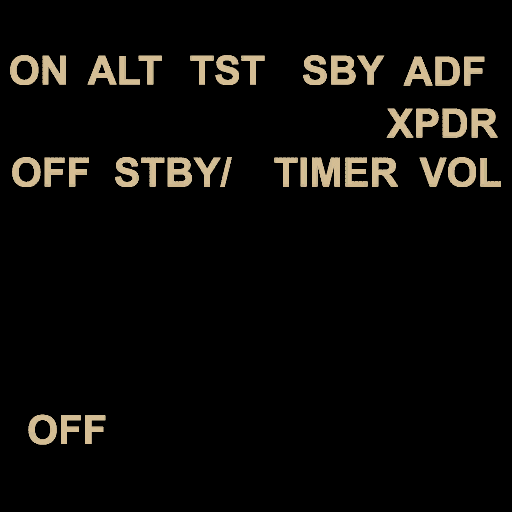 ON ALT TST SBY ADF
XPDR
OFF STBY/ TIMER VOL
OFF